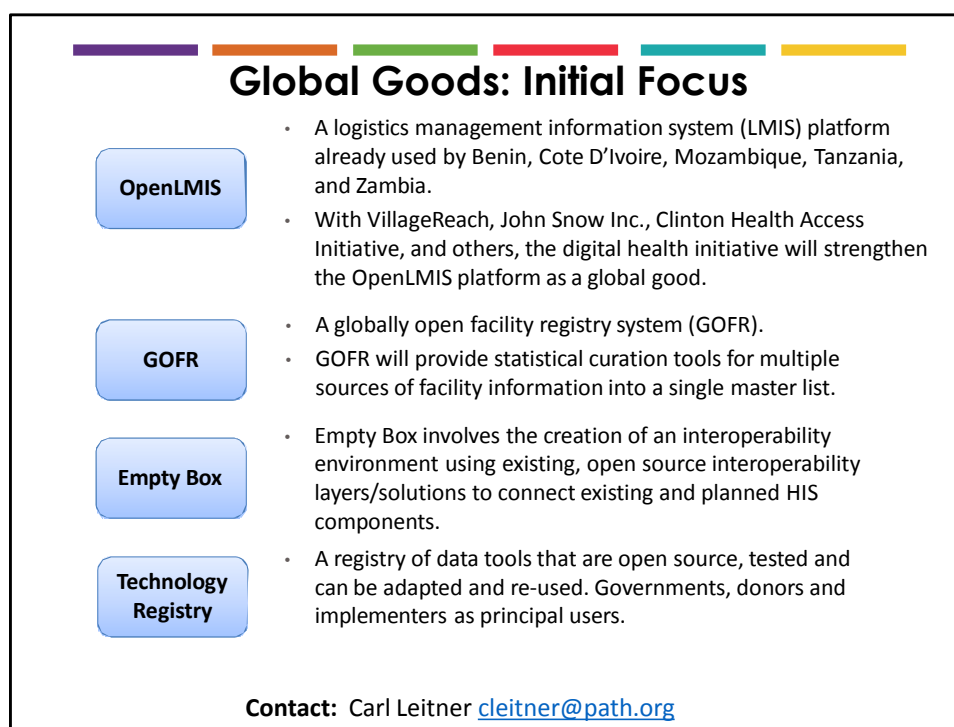 Global Goods: Initial Focus
OpenLMIS
• A logistics management information system (LMIS) platform
already used by Benin, Cote D’Ivoire, Mozambique, Tanzania,
and Zambia.
• With VillageReach, John Snow Inc., Clinton Health Access
Initiative, and others, the digital health initiative will strengthen
the OpenLMIS platform as a global good.
GOFR
• A globally open facility registry system (GOFR).
• GOFR will provide statistical curation tools for multiple
sources of facility information into a single master list.
Empty Box
• Empty Box involves the creation of an interoperability
environment using existing, open source interoperability
layers/solutions to connect existing and planned HIS
components.
Technology
Registry
• A registry of data tools that are open source, tested and
can be adapted and re-used. Governments, donors and
implementers as principal users.
Contact: Carl Leitner cleitner@path.org